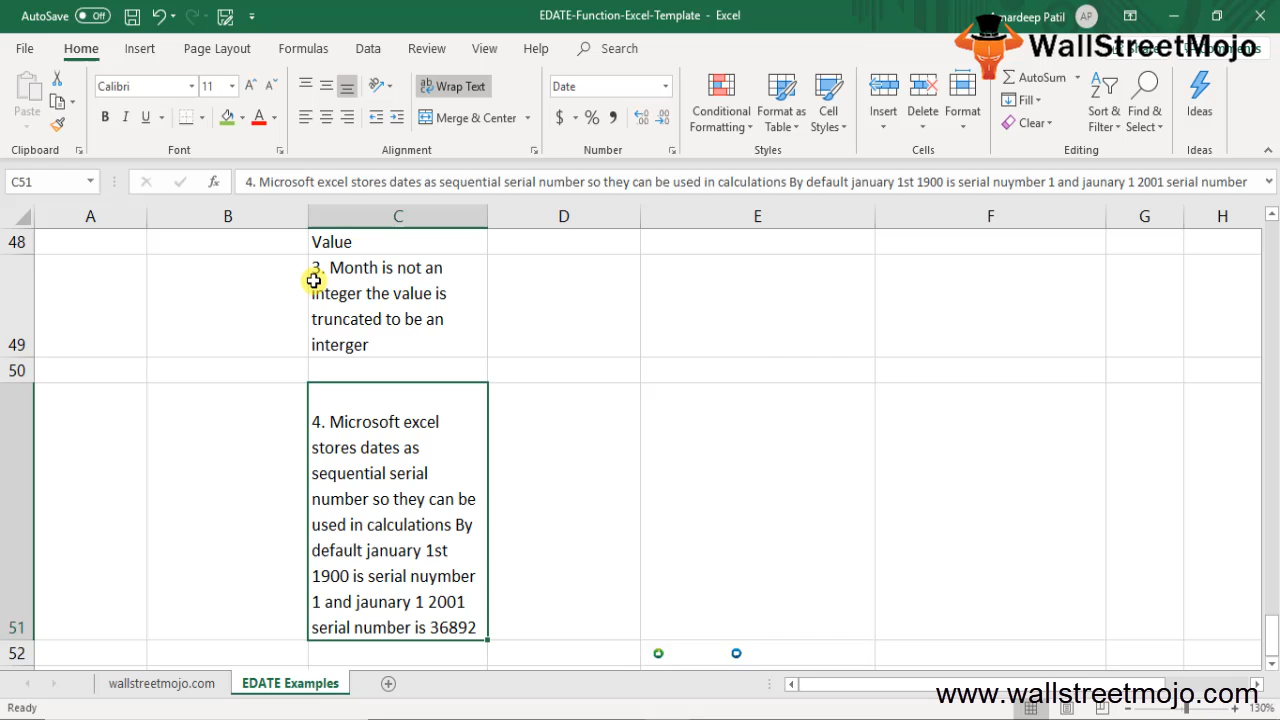 AutoSave Off
EDATE-Function-Excel-Template - Excel
Amardeep Patil AP
WallStreetMojo
File Home Insert Page Layout Formulas Data Review View Help Search
Calibri 11
Wrap Text
Date
AutoSum
Paste
B I U
Merge & Center
$ % ,
Conditional Formatting
Format as Table
Cell Styles
Insert Delete Format
Fill
Clear
Sort & Filter
Find & Select
Ideas
Clipboard Font Alignment Number Styles Cells Editing Ideas
C51
fx
4. Microsoft excel stores dates as sequential serial number so they can be used in calculations By default january 1st 1900 is serial nuymber 1 and jaunary 1 2001 serial number
A B C D E F G H
48 Value
3. Month is not an
integer the value is
truncated to be an
49 interger
50
4. Microsoft excel
stores dates as
sequential serial
number so they can be
used in calculations By
default january 1st
1900 is serial nuymber
1 and jaunary 1 2001
51 serial number is 36892
52
wallstreetmojo.com EDATE Examples
www.wallstreetmojo.com
Ready
130%